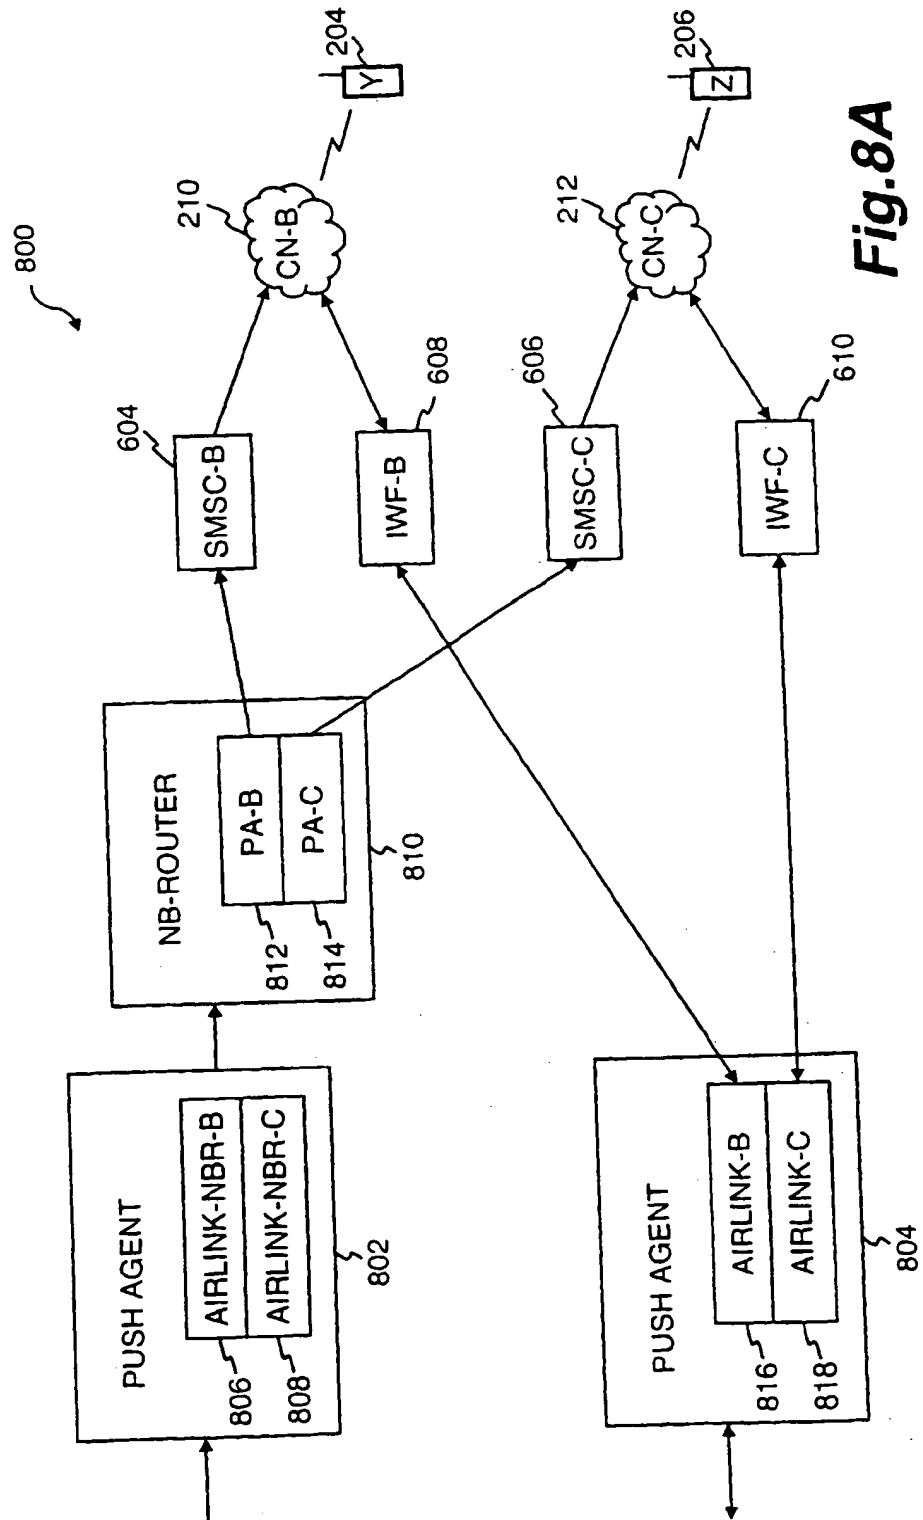 800
PUSH AGENT
AIRLINK-NBR-B
AIRLINK-NBR-C
806
808
802
NB-ROUTER
PA-B
PA-C
812
814
810
604
SMSC-B
210
CN-B
204
Y
IWF-B
608
PUSH AGENT
AIRLINK-B
AIRLINK-C
816
818
804
606
SMSC-C
212
CN-C
206
Z
IWF-C
610
Fig.8A